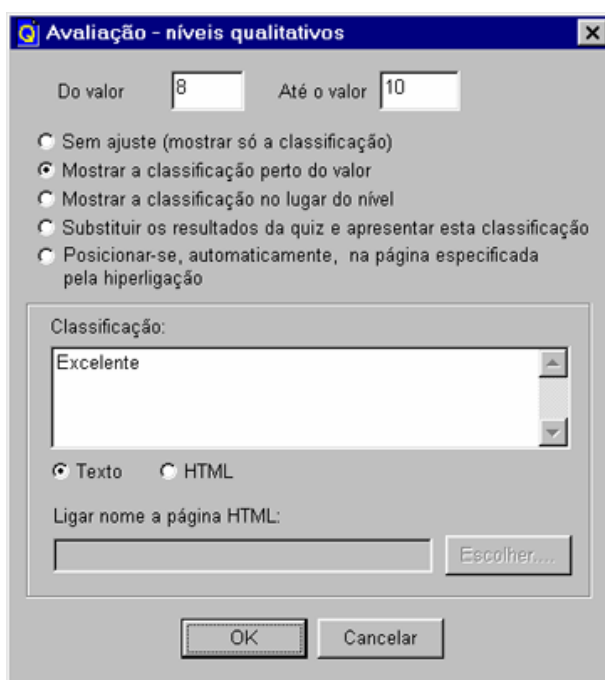 Avaliação - níveis qualitativos
Do valor 8 Até o valor 10
Sem ajuste (mostrar só a classificação)
Mostrar a classificação perto do valor
Mostrar a classificação no lugar do nível
Substituir os resultados da quiz e apresentar esta classificação
Posicionar-se, automaticamente, na página especificada
pela hiperligação
Classificação:
Excelente
Texto HTML
Ligar nome a página HTML:
Escolher....
OK Cancelar